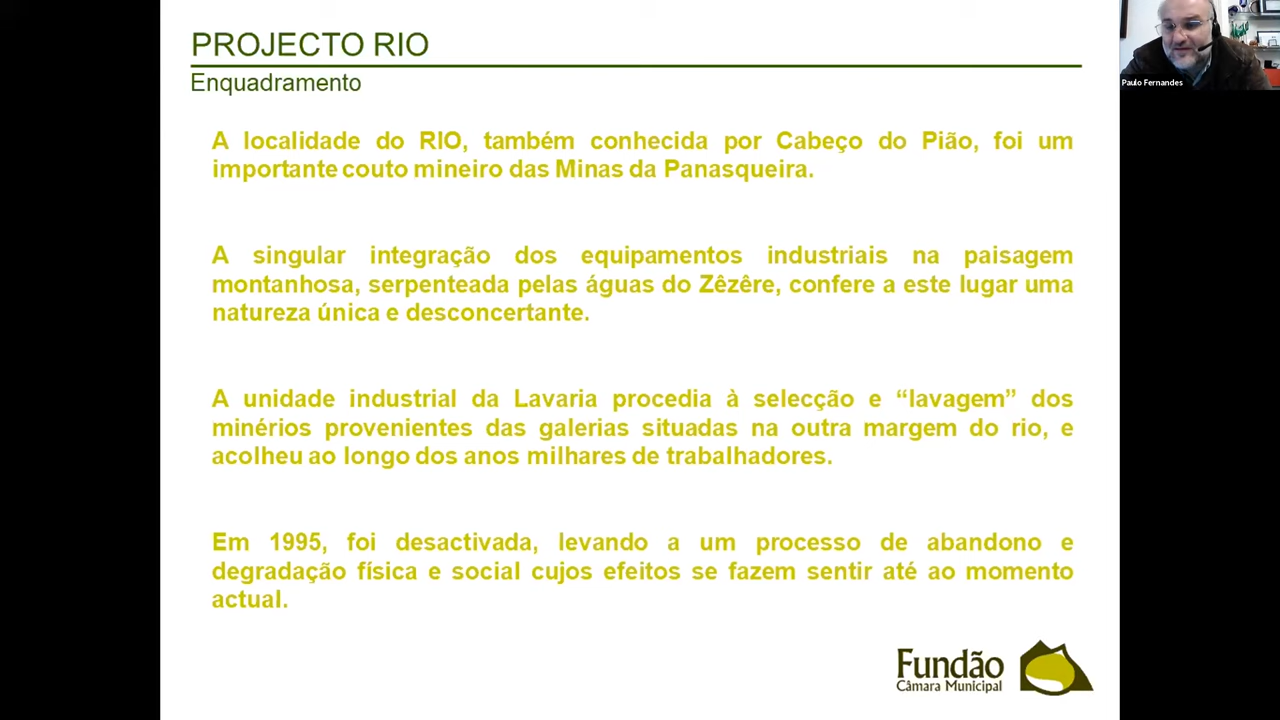 PROJECTO RIO
Enquadramento
Paulo Fernandes
A localidade do RIO, também conhecida por Cabeço do Pião, foi um
importante couto mineiro das Minas da Panasqueira.
A singular integração dos equipamentos industriais na paisagem
montanhosa, serpenteada pelas águas do Zêzêre, confere a este lugar uma
natureza única e desconcertante.
A unidade industrial da Lavaria procedia à selecção e “lavagem” dos
minérios provenientes das galerias situadas na outra margem do rio, e
acolheu ao longo dos anos milhares de trabalhadores.
Em 1995, foi desactivada, levando a um processo de abandono e
degradação física e social cujos efeitos se fazem sentir até ao momento
actual.
Fundão
Câmara Municipal